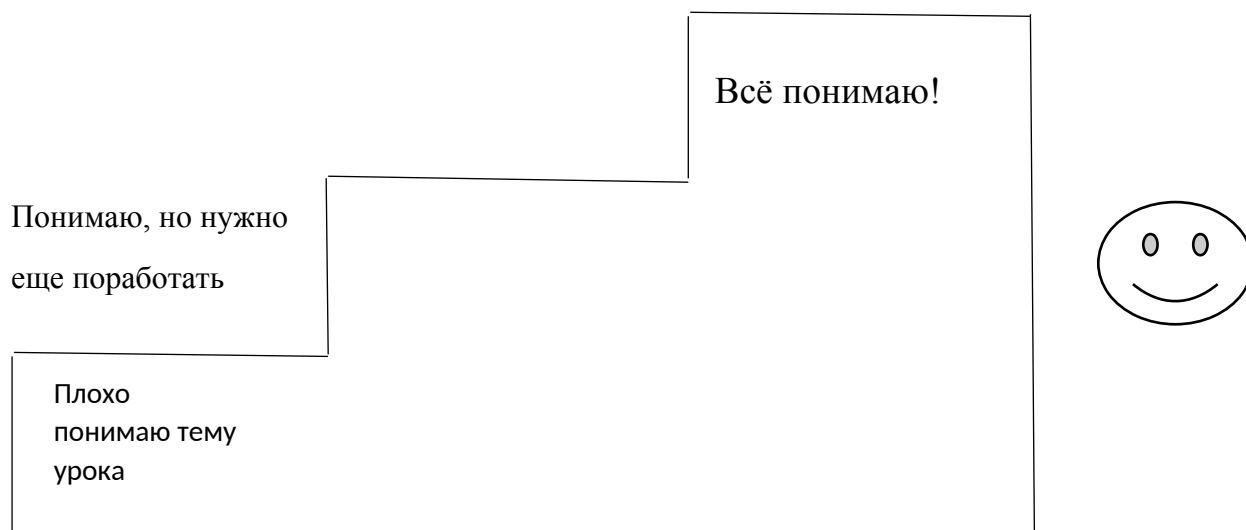 Всё понимаю!
Понимаю, но нужно
еще поработать
Плохо
понимаю тему
урока